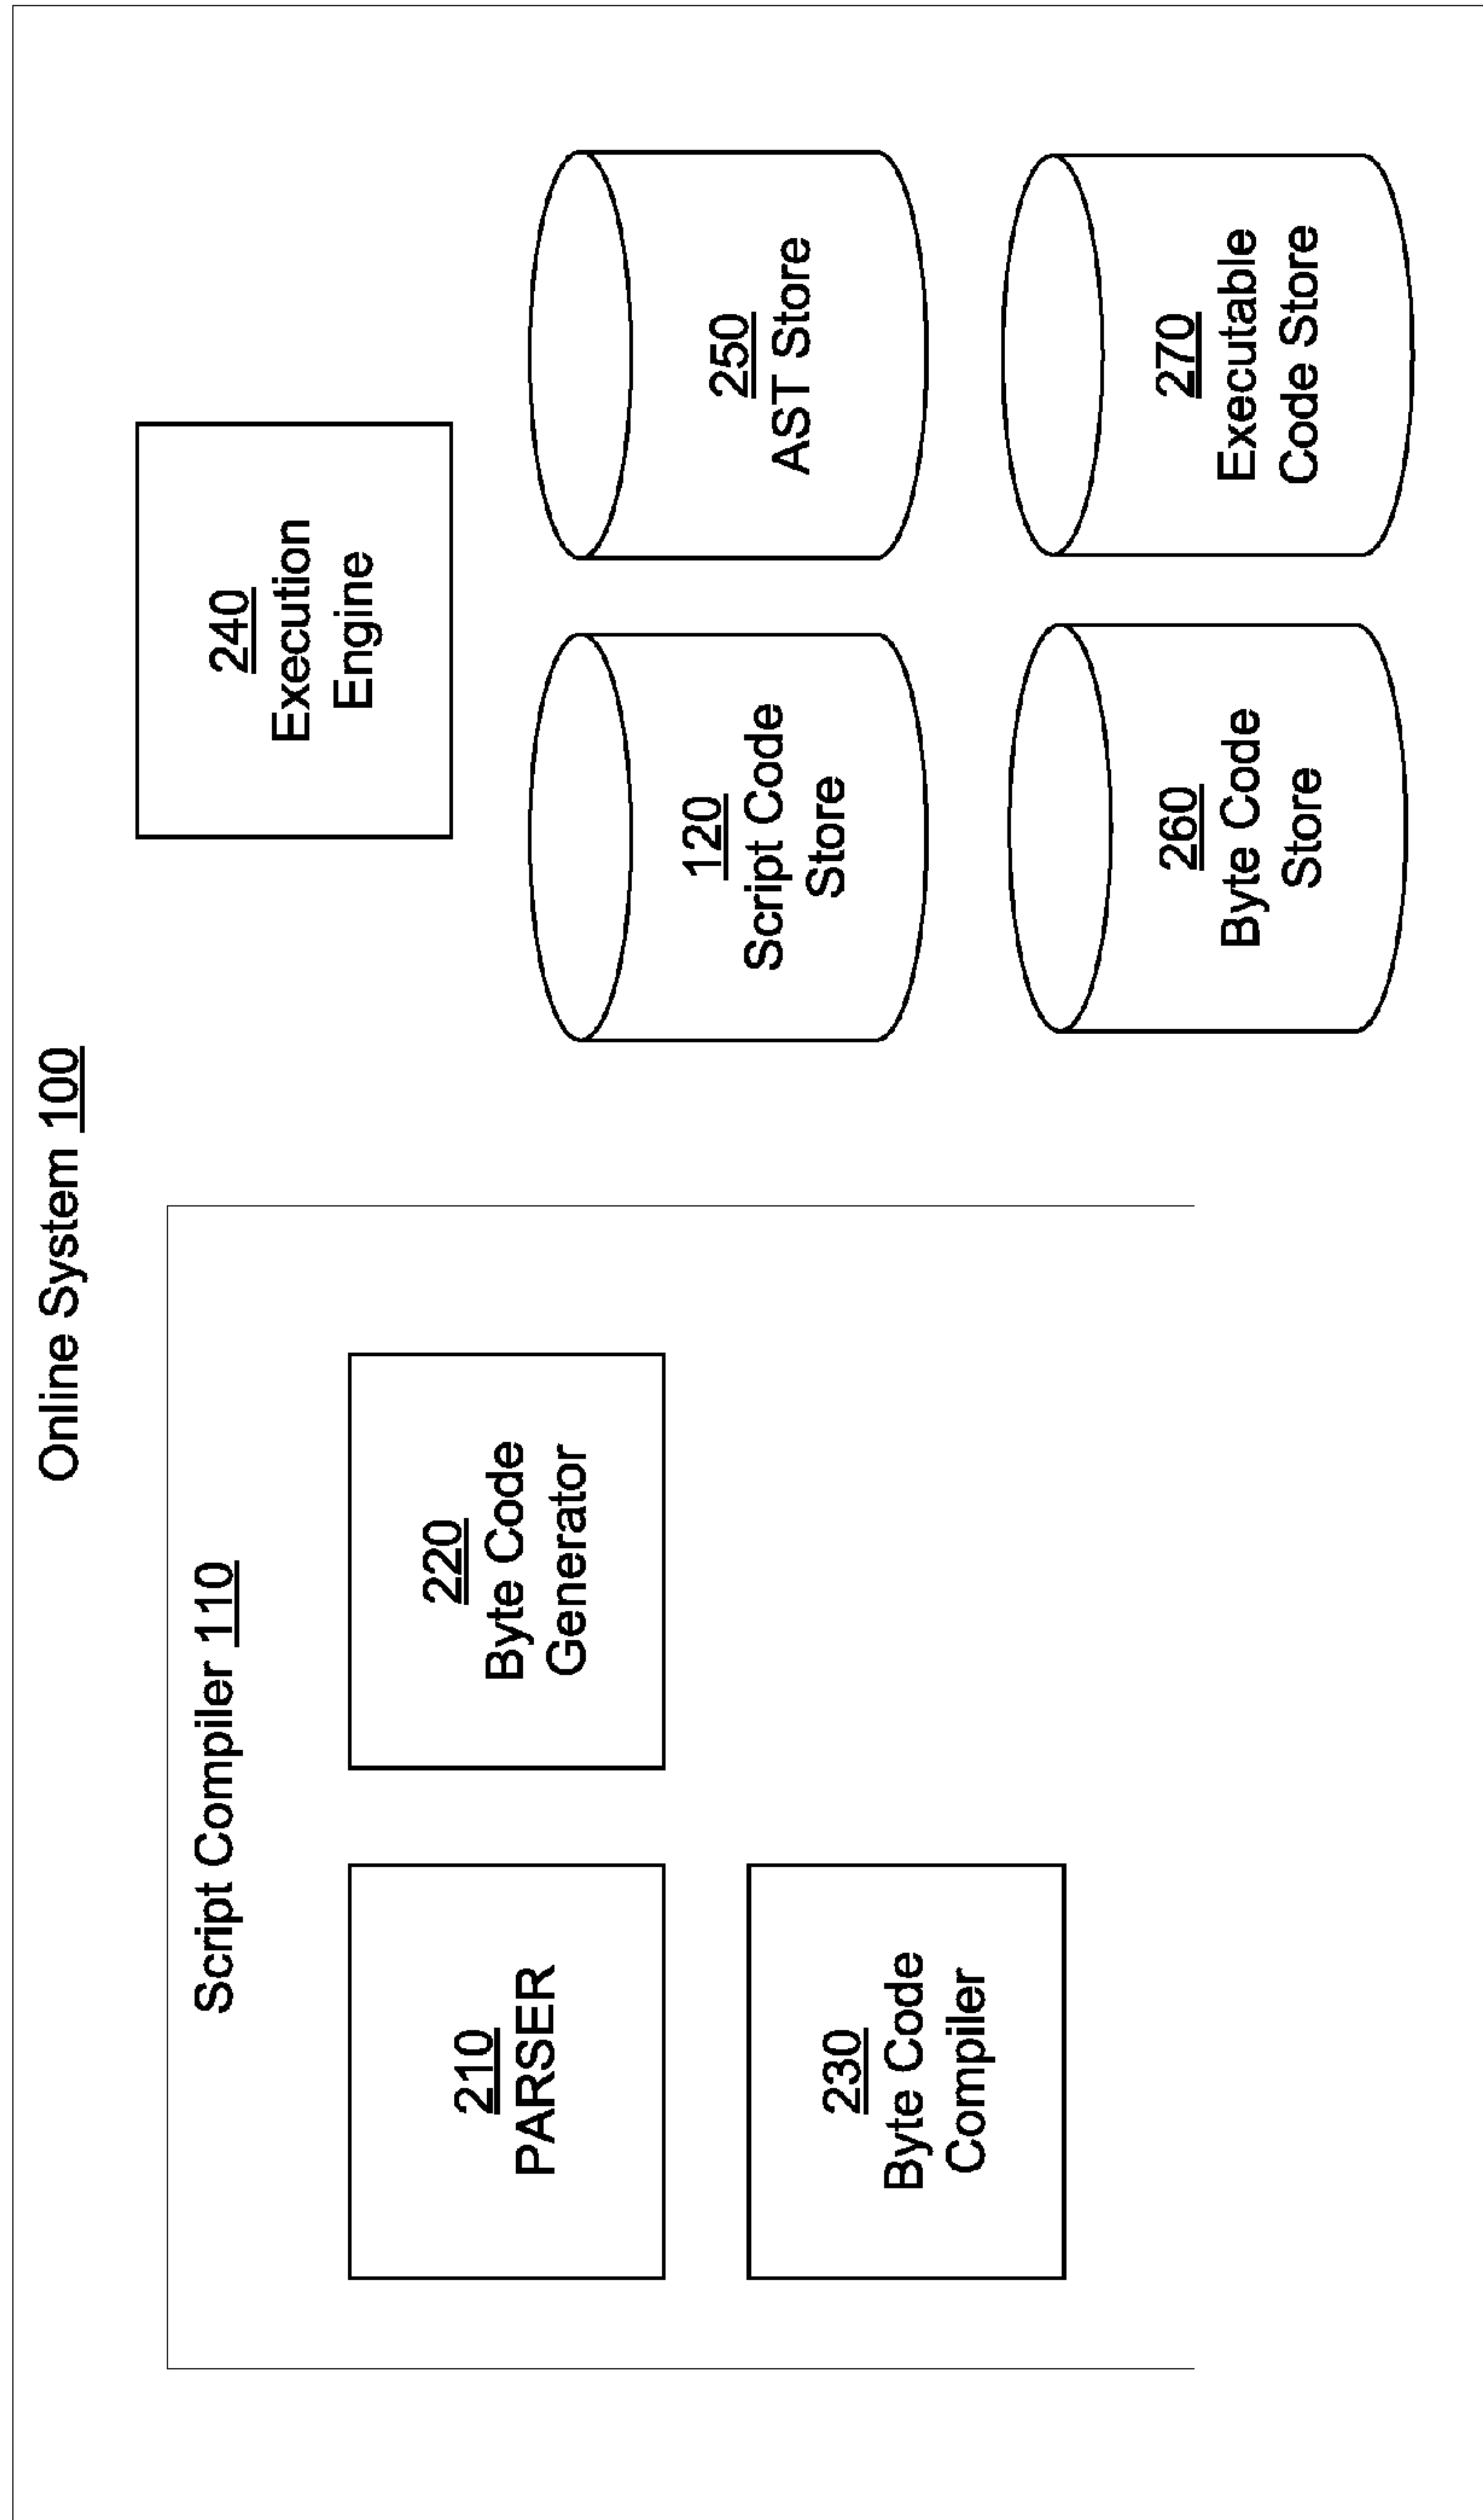 Online System 100
Script Compiler 110
210
PARSER
220
Byte Code
Generator
230
Byte Code
Compiler
240
Execution
Engine
120
Script Code
Store
250
AST Store
260
Byte Code
Store
270
Executable
Code Store